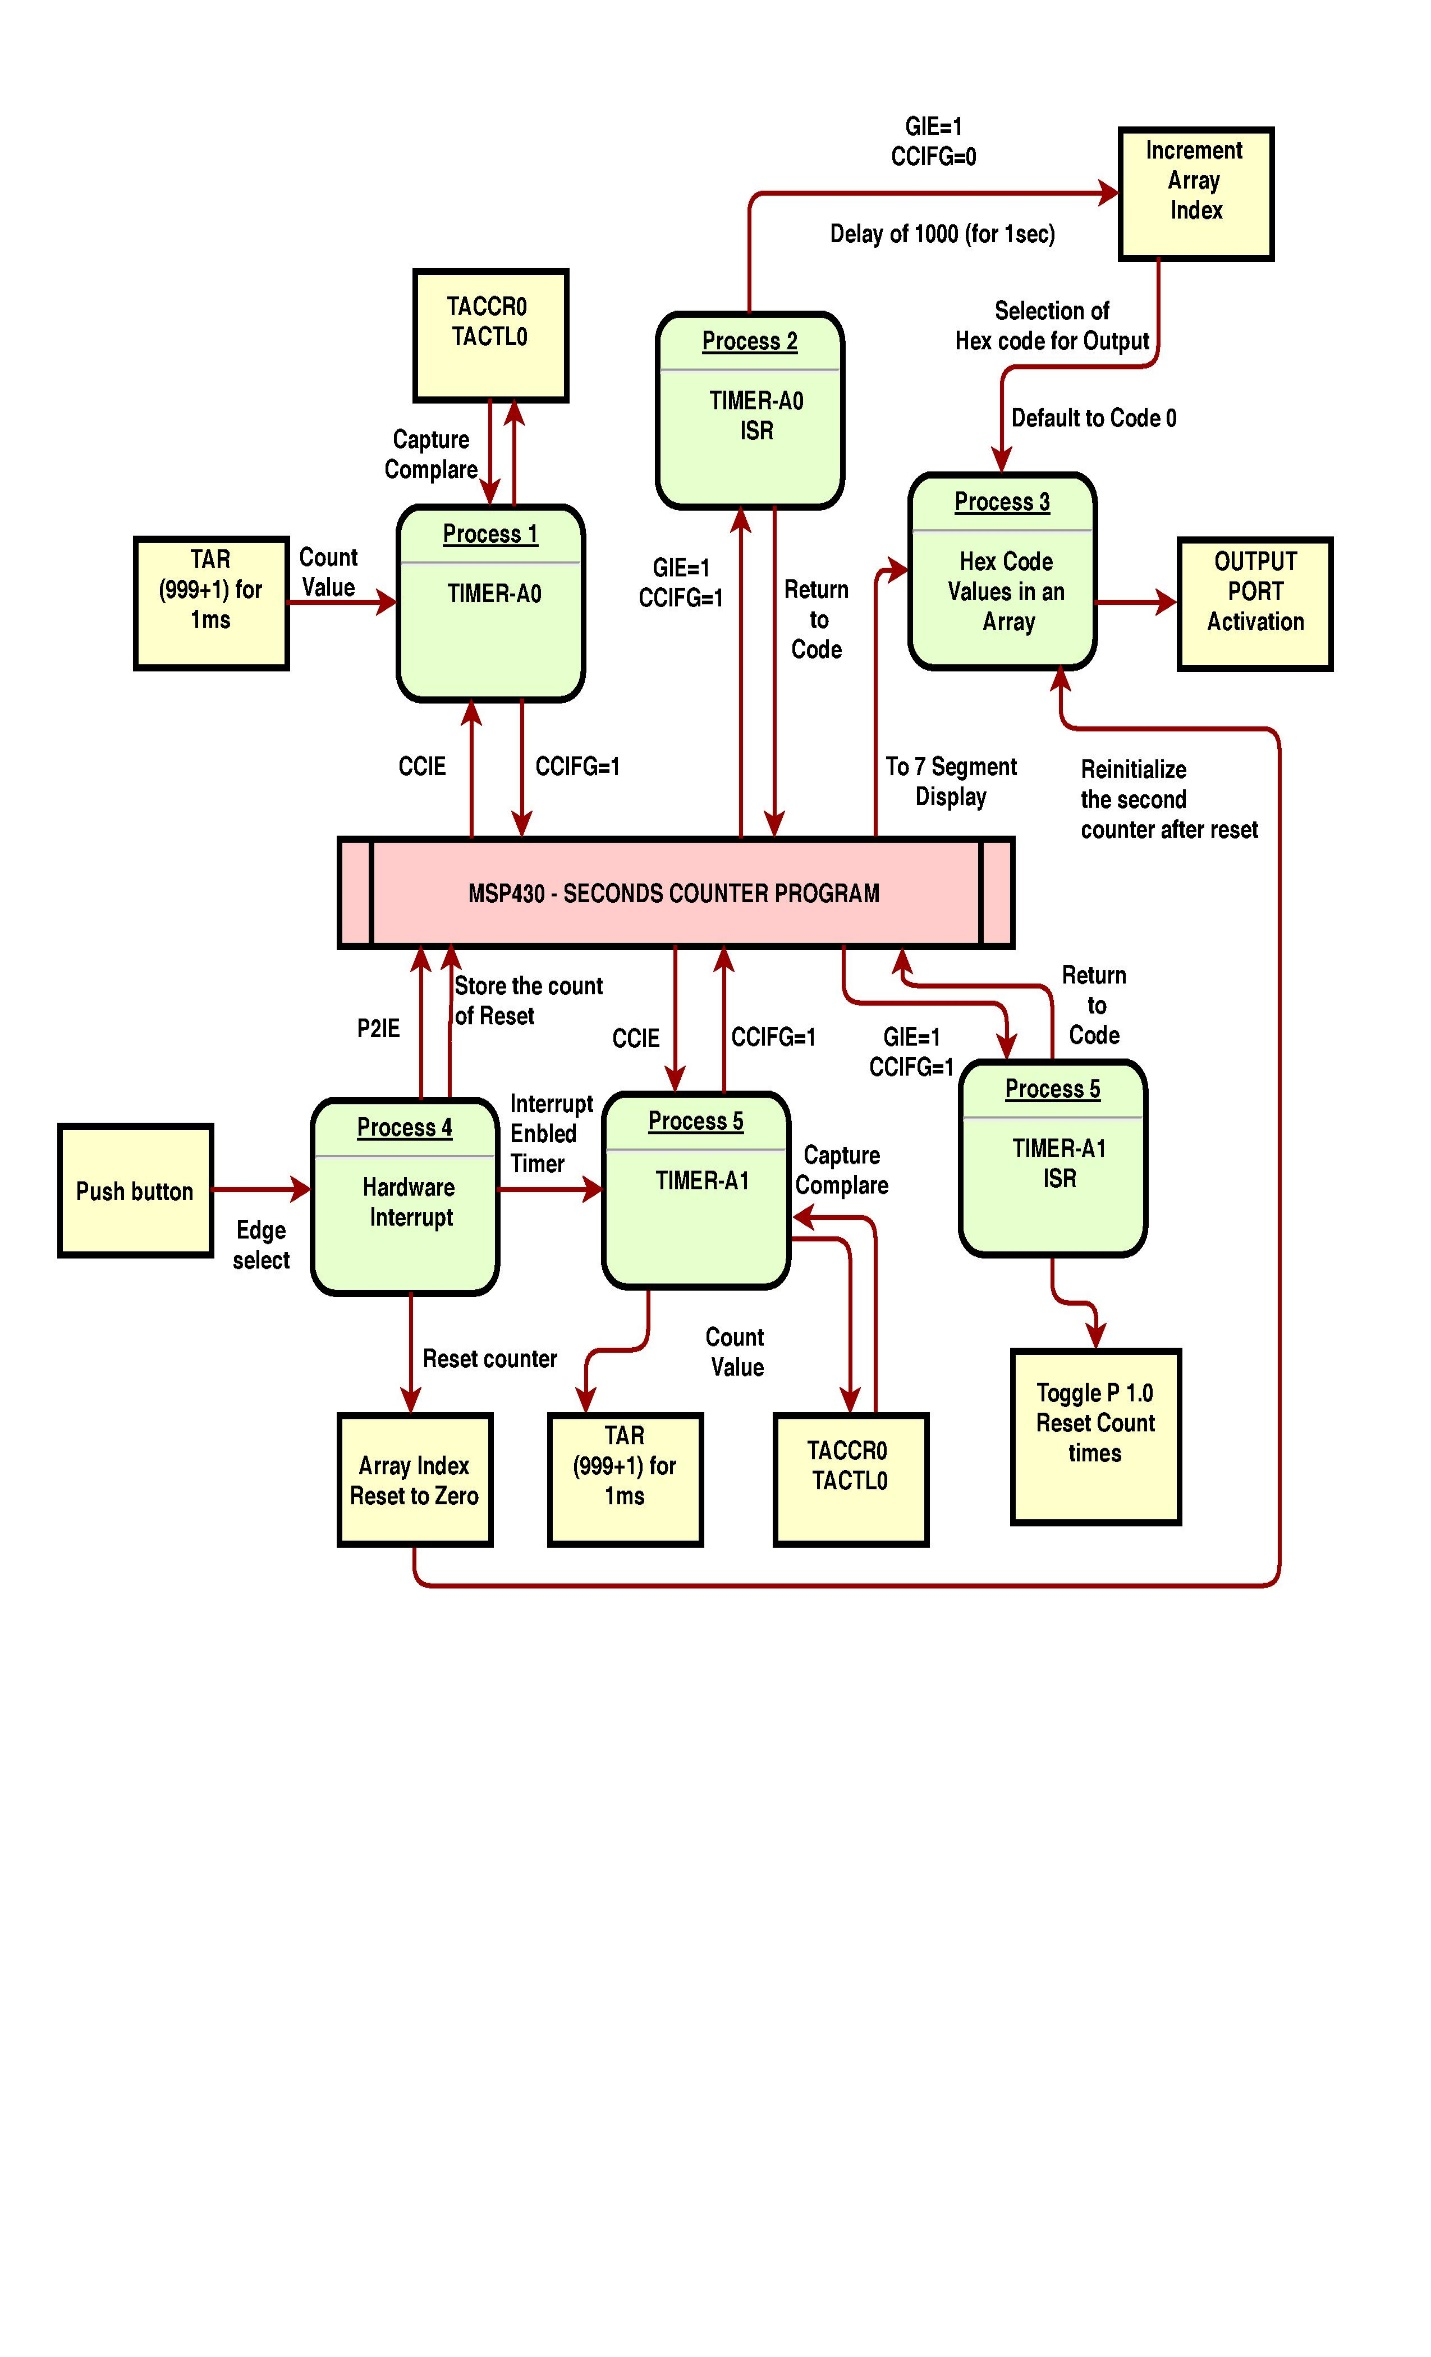 GIE=1
CCIFG=0
Increment
Array
Index
Delay of 1000 (for 1sec)
TACCR0
TACTL0
Selection of
Hex code for Output
Process 2
TIMER-A0
ISR
Default to Code 0
Capture
Complare
Process 1
TIMER-A0
TAR
(999+1) for
1ms
Count
Value
GIE=1
CCIFG=1
Return
to
Code
Process 3
Hex Code
Values in an
Array
OUTPUT
PORT
Activation
CCIE
CCIFG=1
To 7 Segment
Display
Reinitialize
the second
counter after reset
MSP430 - SECONDS COUNTER PROGRAM
P2IE
Store the count
of Reset
CCIE
CCIFG=1
GIE=1
CCIFG=1
Return
to
Code
Push button
Edge
select
Process 4
Hardware
Interrupt
Interrupt
Enbled
Timer
Process 5
TIMER-A1
Capture
Complare
Process 5
TIMER-A1
ISR
Reset counter
Count
Value
Array Index
Reset to Zero
TAR
(999+1) for
1ms
TACCR0
TACTL0
Toggle P 1.0
Reset Count
times